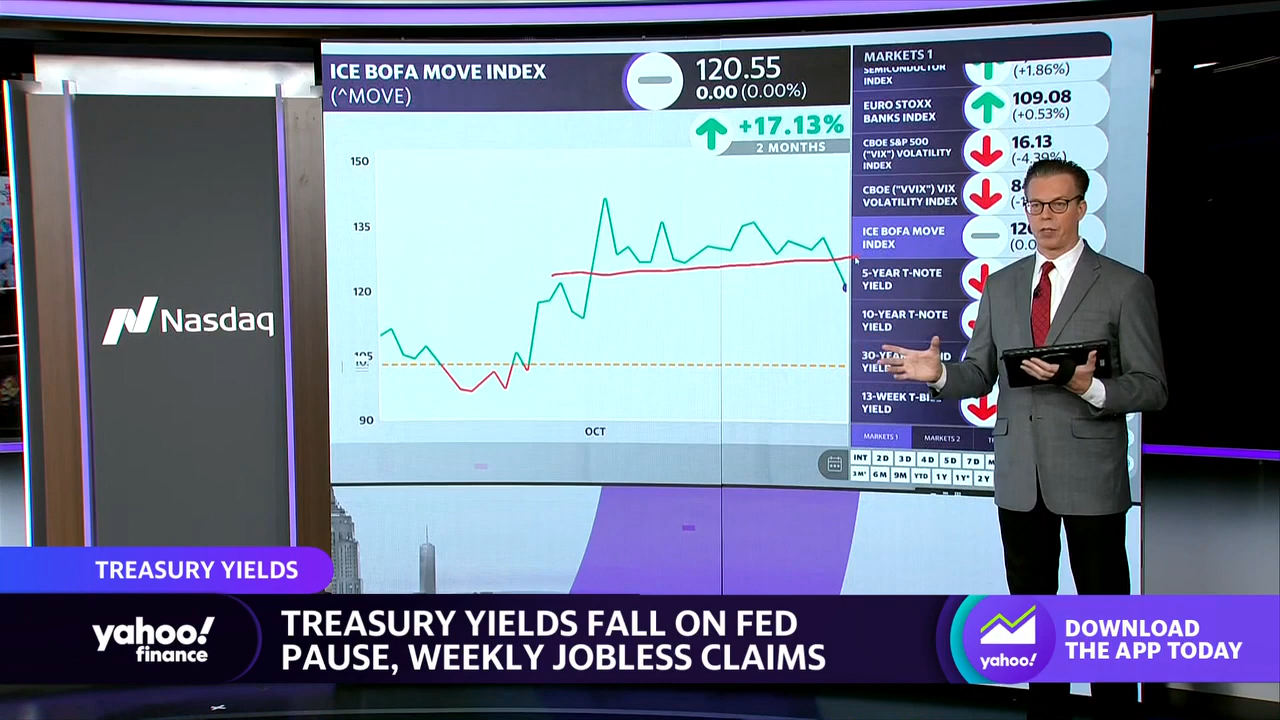 ICE BOFA MOVE INDEX
(^MOVE)
120.55
0.00 (0.00%)
+17.13%
2 MONTHS
150
135
120
105
90
OCT
MARKETS 1
SEMICONDUCTOR
INDEX
(+1.86%)
EURO STOXX
BANKS INDEX
109.08
(+0.53%)
CBOE S&P 500
("VIX") VOLATILITY
INDEX
16.13
(-4.39%)
CBOE ("VVIX") VIX
VOLATILITY INDEX
ICE BOFA MOVE
INDEX
5-YEAR T-NOTE
YIELD
10-YEAR T-NOTE
YIELD
13-WEEK
YIELD
MARKETS 1 MARKETS 2
INT 2D 3D 4D 5D 7D
6M 9M YTD 1Y 1Y* 2Y
Nasdaq
TREASURY YIELDS
yahoo!
finance
TREASURY YIELDS FALL ON FED
PAUSE, WEEKLY JOBLESS CLAIMS
yahoo!
DOWNLOAD
THE APP TODAY